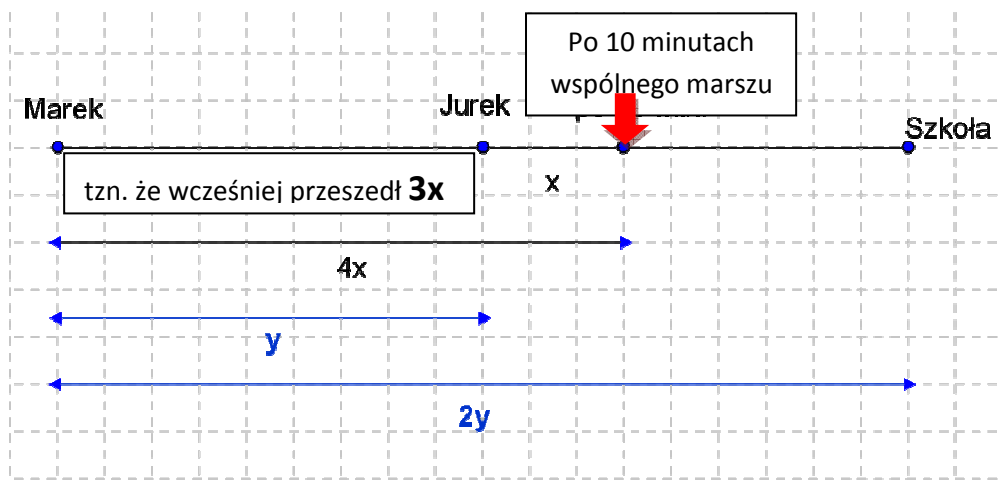 Po 10 minutach
wspólnego marszu
Marek
Jurek
Szkoła
tzn. że wcześniej przeszedł 3x
x
4x
y
2y